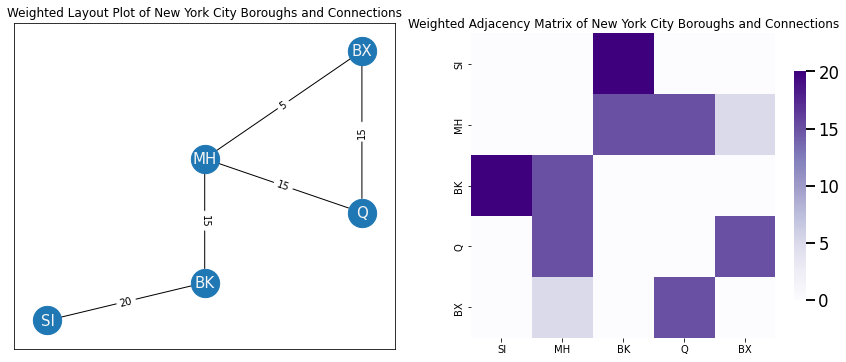 Weighted Layout Plot of New York City Boroughs and Connections
BX
5
15
MH
15
Q
15
BK
20
SI
Weighted Adjacency Matrix of New York City Boroughs and Connections
SI
MH
BK
Q
BX
SI MH BK Q BX
20
15
10
5
0